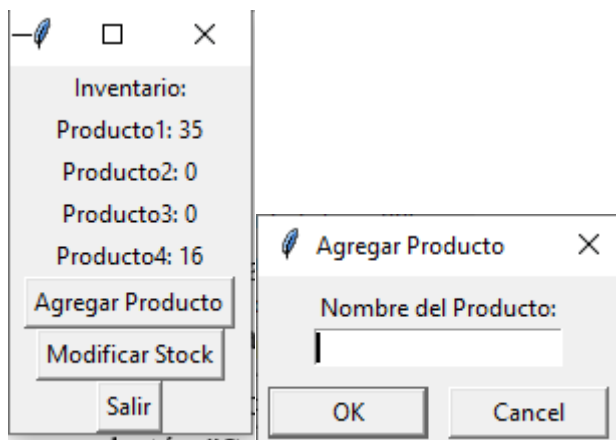 Inventario:
Producto1: 35
Producto2: 0
Producto3: 0
Producto4: 16
Agregar Producto
Modificar Stock
Salir
Agregar Producto
Nombre del Producto:
OK
Cancel